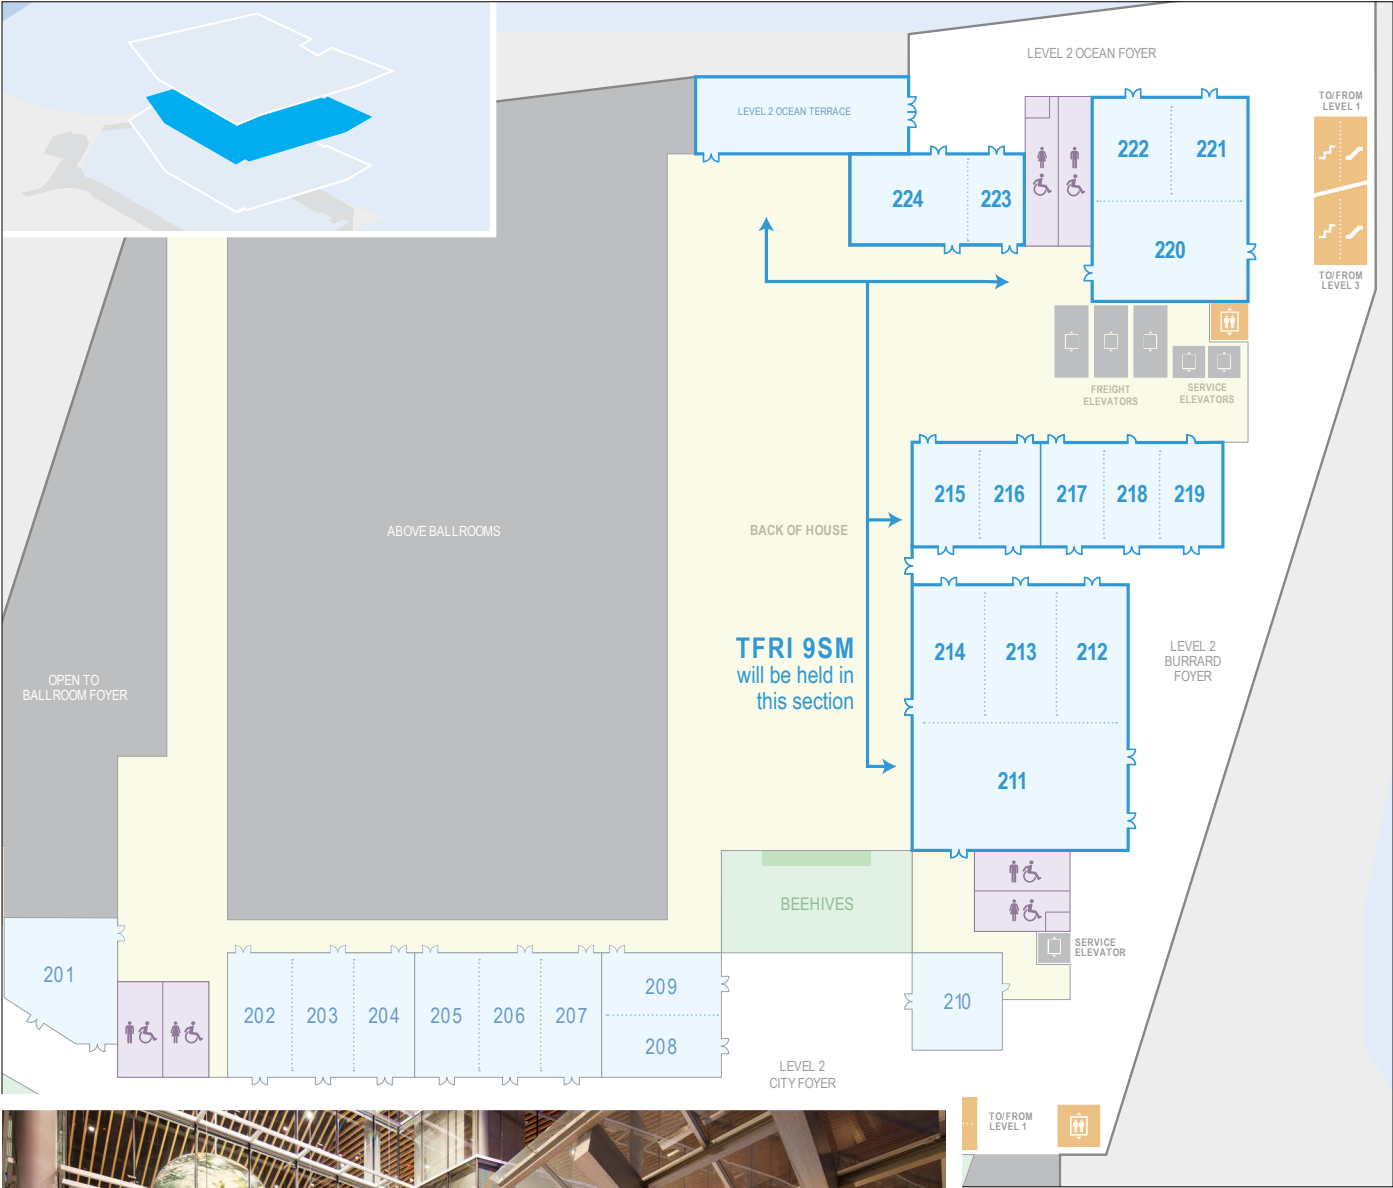 LEVEL 2 OCEAN FOYER
TO/FROM
LEVEL 1
LEVEL 2 OCEAN TERRACE
222
221
224
223
220
TO/FROM
LEVEL 3
FREIGHT
ELEVATORS
SERVICE
ELEVATORS
215
216
217
218
219
ABOVE BALLROOMS
BACK OF HOUSE
TFRI 9SM
will be held in
this section
214
213
212
LEVEL 2
BURRARD
FOYER
OPEN TO
BALLROOM FOYER
211
BEEHIVES
SERVICE
ELEVATOR
201
202
203
204
205
206
207
209
208
210
LEVEL 2
CITY FOYER
TO/FROM
LEVEL 1